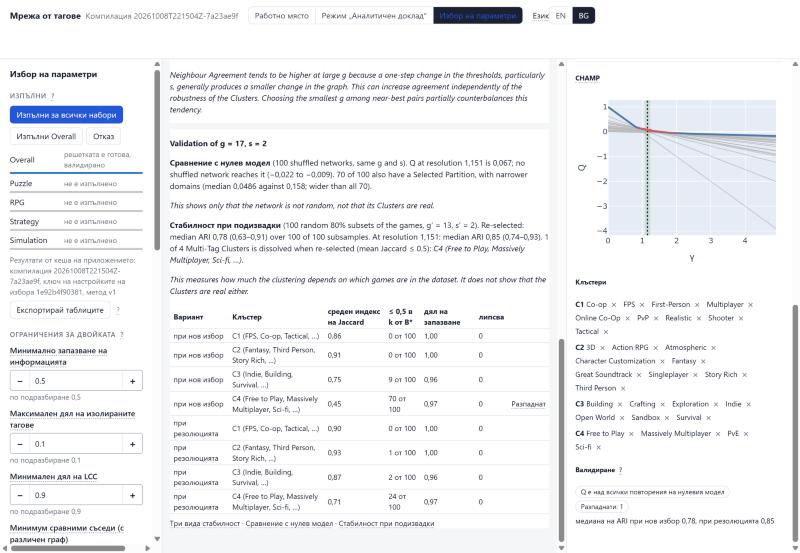 Мрежа от тагове Компилация 20261008T221504Z-7a23ae9f Работно място Режим „Аналитичен доклад“ Избор на параметри Език EN BG
Избор на параметри
ИЗПЪЛНИ ?
Изпълни за всички набори
Изпълни Overall Отказ
Overall решетката е готова, валидирано
Puzzle не е изпълнено
RPG не е изпълнено
Strategy не е изпълнено
Simulation не е изпълнено
Резултати от кеша на приложението:
компилация 20261008T221504Z-
7a23ae9f, ключ на настройките на
избора 1e92b4f90381, метод v1
Експортирай таблиците ?
ОГРАНИЧЕНИЯ ЗА ДВОЙКАТА ?
Минимално запазване на
информацията
− 0.5 +
по подразбиране 0,5
Максимален дял на изолираните
тагове
− 0.1 +
по подразбиране 0,1
Минимален дял на LCC
− 0.9 +
по подразбиране 0,9
Минимум сравними съседи (с
различен граф)
Neighbour Agreement tends to be higher at large g because a one-step change in the thresholds, particularly
s, generally produces a smaller change in the graph. This can increase agreement independently of the
robustness of the Clusters. Choosing the smallest g among near-best pairs partially counterbalances this
tendency.
Validation of g = 17, s = 2
Сравнение с нулев модел (100 shuffled networks, same g and s). Q at resolution 1,151 is 0,067; no
shuffled network reaches it (−0,022 to −0,009). 70 of 100 also have a Selected Partition, with narrower
domains (median 0,0486 against 0,158; wider than all 70).
This shows only that the network is not random, not that its Clusters are real.
Стабилност при подизвадки (100 random 80% subsets of the games, g′ = 13, s′ = 2). Re-selected:
median ARI 0,78 (0,63–0,91) over 100 of 100 subsamples. At resolution 1,151: median ARI 0,85 (0,74–0,93). 1
of 4 Multi-Tag Clusters is dissolved when re-selected (mean Jaccard ≤ 0.5): C4 (Free to Play, Massively
Multiplayer, Sci-fi, …).
This measures how much the clustering depends on which games are in the dataset. It does not show that the
Clusters are real either.
Вариант Клъстер среден индекс на Jaccard ≤ 0,5 в k от B* дял на запазване липсва
при нов избор C1 (FPS, Co-op, Tactical, …) 0,86 0 от 100 1,00 0
при нов избор C2 (Fantasy, Third Person, Story Rich, …) 0,91 0 от 100 1,00 0
при нов избор C3 (Indie, Building, Survival, …) 0,75 9 от 100 0,96 0
при нов избор C4 (Free to Play, Massively Multiplayer, Sci-fi, …) 0,45 70 от 100 0,97 0 Разпаднат
при резолюцията C1 (FPS, Co-op, Tactical, …) 0,90 0 от 100 1,00 0
при резолюцията C2 (Fantasy, Third Person, Story Rich, …) 0,93 1 от 100 1,00 0
при резолюцията C3 (Indie, Building, Survival, …) 0,87 2 от 100 0,96 0
при резолюцията C4 (Free to Play, Massively Multiplayer, Sci-fi, …) 0,71 24 от 100 0,97 0
Три вида стабилност · Сравнение с нулев модел · Стабилност при подизвадки
CHAMP
1
0
−1
−2
−3
−4
Q
0 1 2 3 4
γ
Клъстери
C1 Co-op × FPS × First-Person × Multiplayer ×
Online Co-Op × PvP × Realistic × Shooter ×
Tactical ×
C2 3D × Action RPG × Atmospheric ×
Character Customization × Fantasy ×
Great Soundtrack × Singleplayer × Story Rich ×
Third Person ×
C3 Building × Crafting × Exploration × Indie ×
Open World × Sandbox × Survival ×
C4 Free to Play × Massively Multiplayer × PvE ×
Sci-fi ×
Валидиране ?
Q е над всички повторения на нулевия модел
Разпаднати: 1
медиана на ARI при нов избор 0,78, при резолюцията 0,85